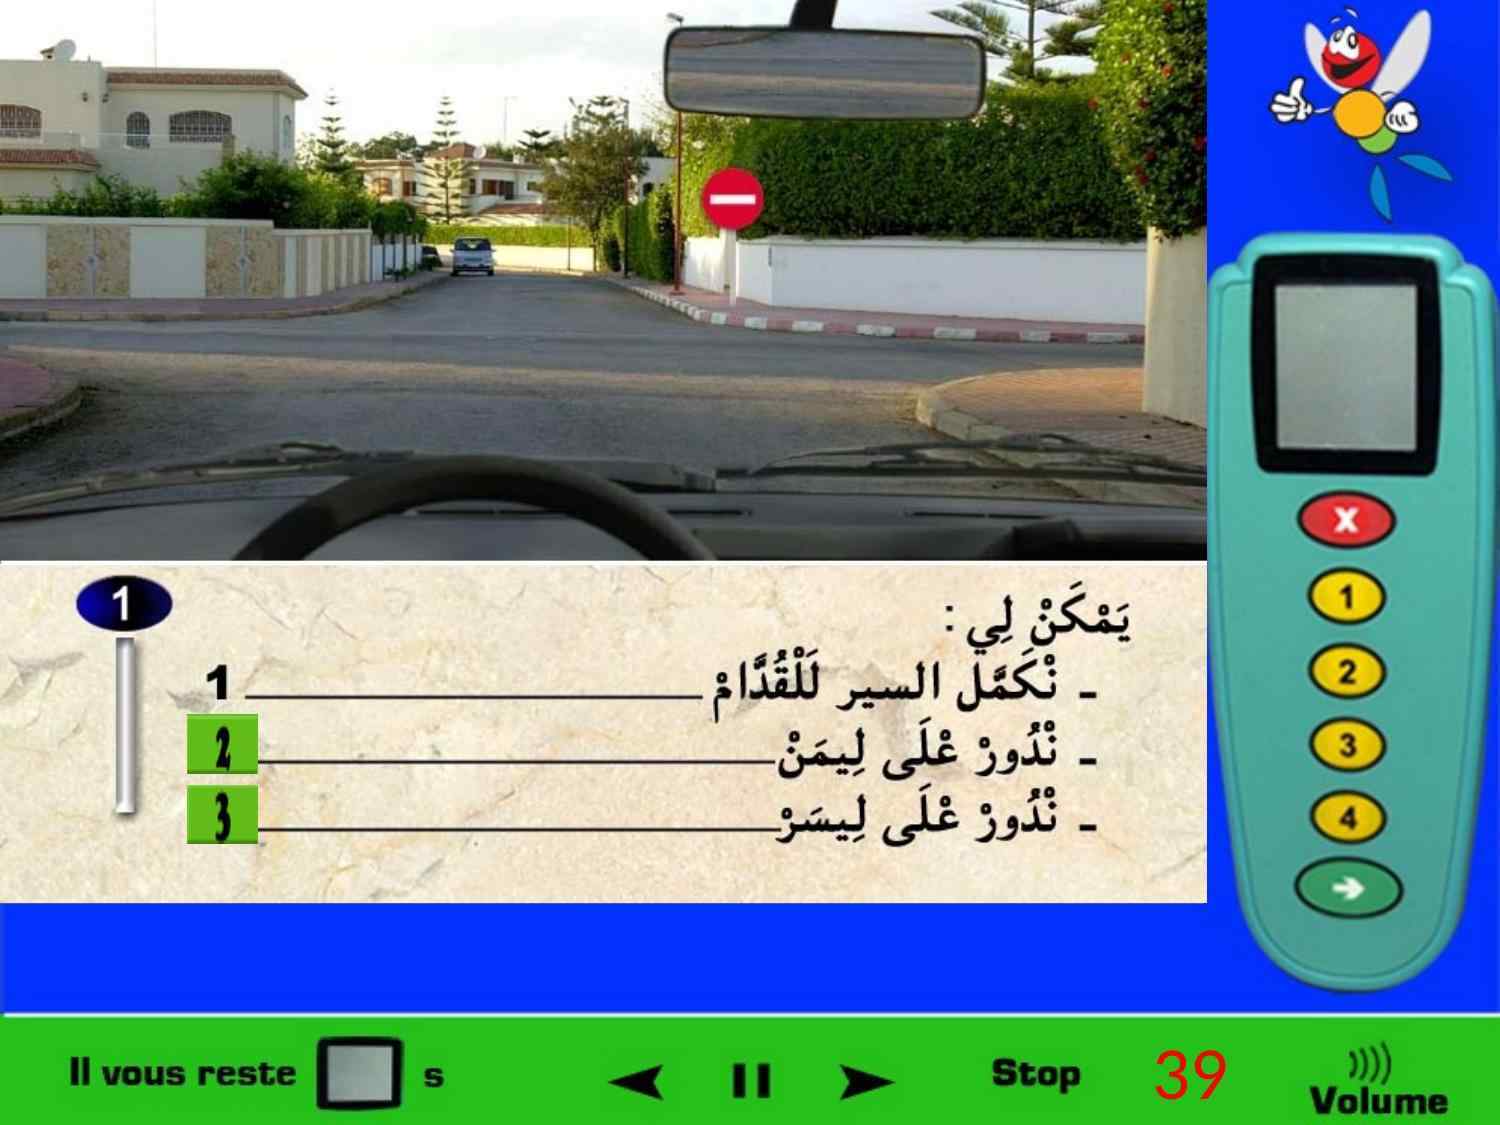 1
يَمْكَنْ لِي :
ـ نْكَمَّل السير لَلْقُدَّامْ 1
ـ نْدُورْ عْلَى لِيمَنْ 2
ـ نْدُورْ عْلَى لِيسَرْ 3
X
1
2
3
4
Il vous reste s
Stop
39
Volume